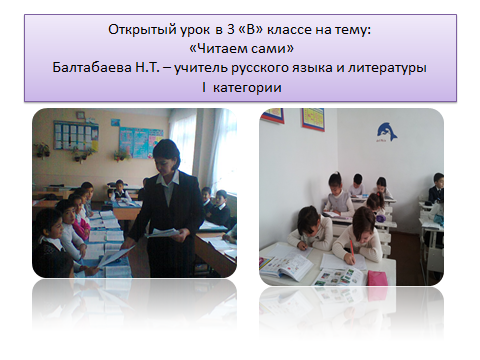 Открытый урок в 3 «В» классе на тему:
«Читаем сами»
Балтабаева Н.Т. – учитель русского языка и литературы
I категории